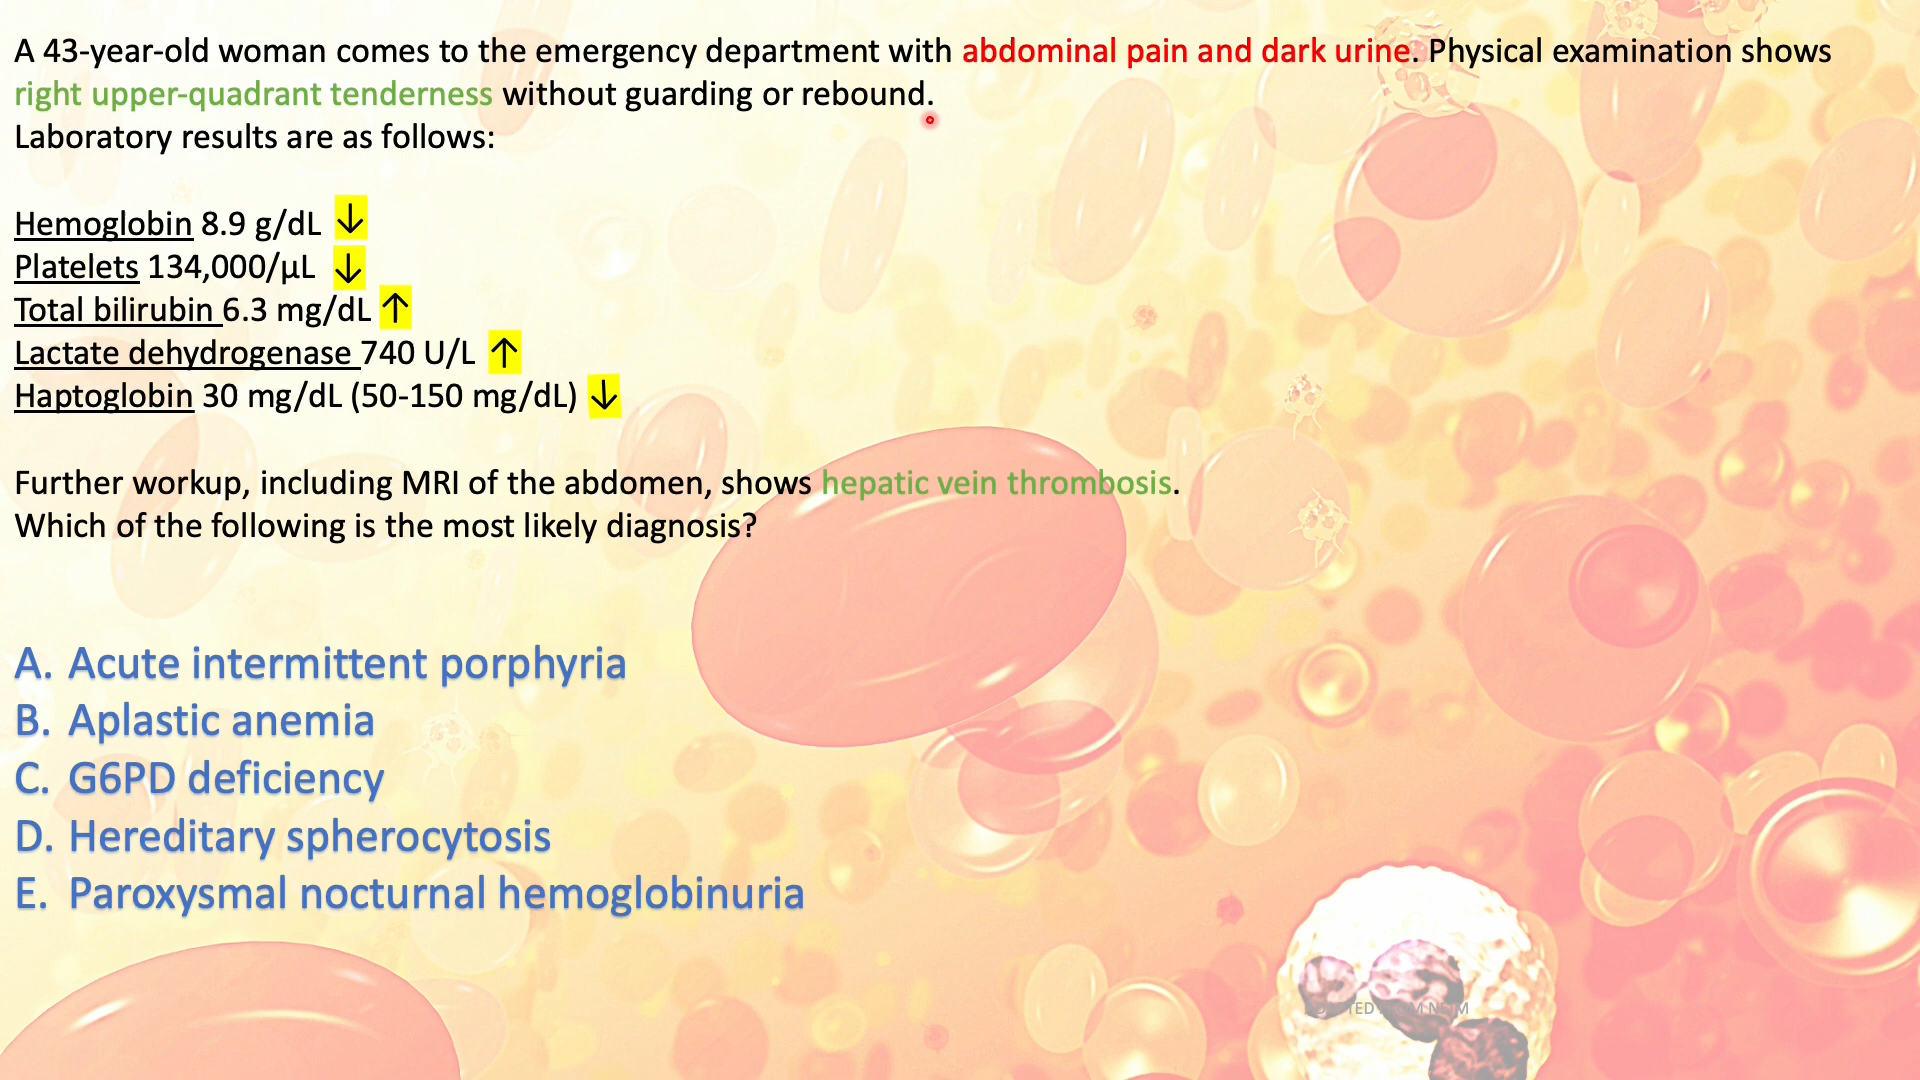 A 43-year-old woman comes to the emergency department with abdominal pain and dark urine. Physical examination shows
right upper-quadrant tenderness without guarding or rebound.
Laboratory results are as follows:
Hemoglobin 8.9 g/dL ↓
Platelets 134,000/µL ↓
Total bilirubin 6.3 mg/dL ↑
Lactate dehydrogenase 740 U/L ↑
Haptoglobin 30 mg/dL (50-150 mg/dL) ↓
Further workup, including MRI of the abdomen, shows hepatic vein thrombosis.
Which of the following is the most likely diagnosis?
A. Acute intermittent porphyria
B. Aplastic anemia
C. G6PD deficiency
D. Hereditary spherocytosis
E. Paroxysmal nocturnal hemoglobinuria